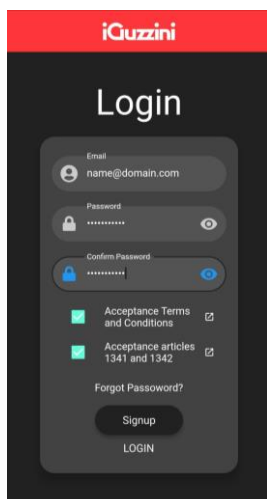 iGuzzini
Login
Email
name@domain.com
Password
•••••••••••
Confirm Password
•••••••••••
Acceptance Terms
and Conditions
Acceptance articles
1341 and 1342
Forgot Passoword?
Signup
LOGIN